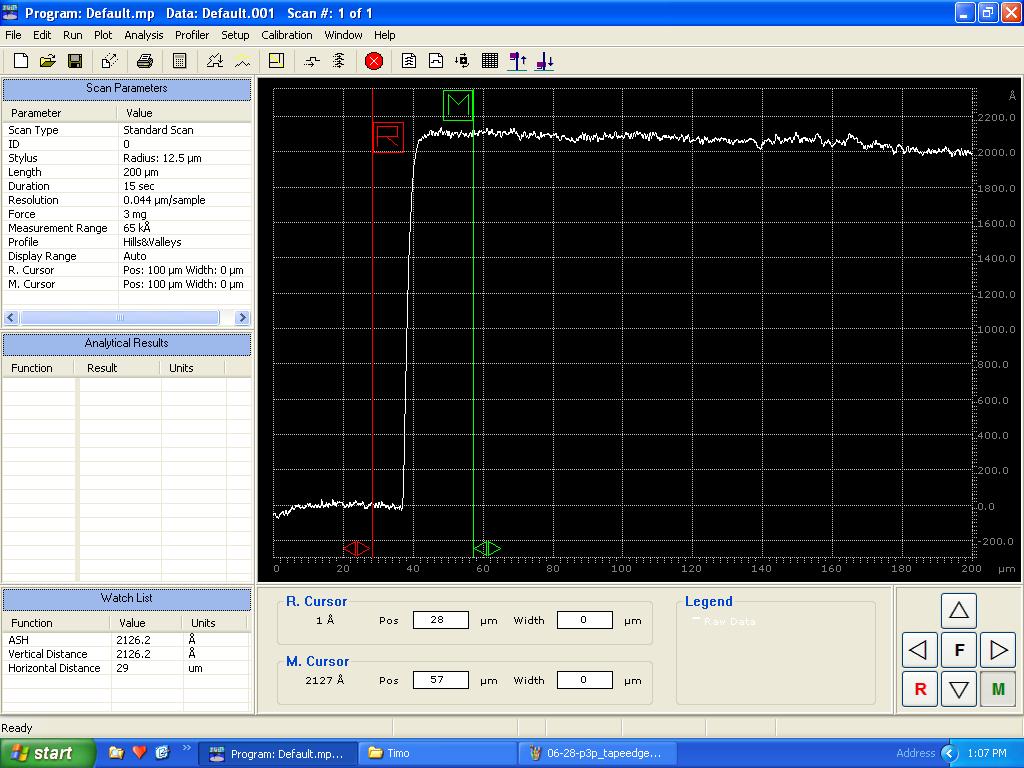 Program: Default.mp   Data: Default.001   Scan #: 1 of 1
File Edit Run Plot Analysis Profiler Setup Calibration Window Help
Scan Parameters
Parameter Value
Scan Type Standard Scan
ID 0
Stylus Radius: 12.5 µm
Length 200 µm
Duration 15 sec
Resolution 0.044 µm/sample
Force 3 mg
Measurement Range 65 kÅ
Profile Hills&Valleys
Display Range Auto
R. Cursor Pos: 100 µm Width: 0 µm
M. Cursor Pos: 100 µm Width: 0 µm
Analytical Results
Function Result Units
Watch List
Function Value Units
ASH 2126.2 Å
Vertical Distance 2126.2 Å
Horizontal Distance 29 um
R
M
Å
2200.0
2000.0
1800.0
1600.0
1400.0
1200.0
1000.0
800.0
600.0
400.0
200.0
0.0
-200.0
0 20 40 60 80 100 120 140 160 180 200 µm
R. Cursor
1 Å Pos 28 µm Width 0 µm
M. Cursor
2127 Å Pos 57 µm Width 0 µm
Legend
Raw Data
F
R M
Ready
start Program: Default.mp... Timo 06-28-p3p_tapeedge... Address 1:07 PM